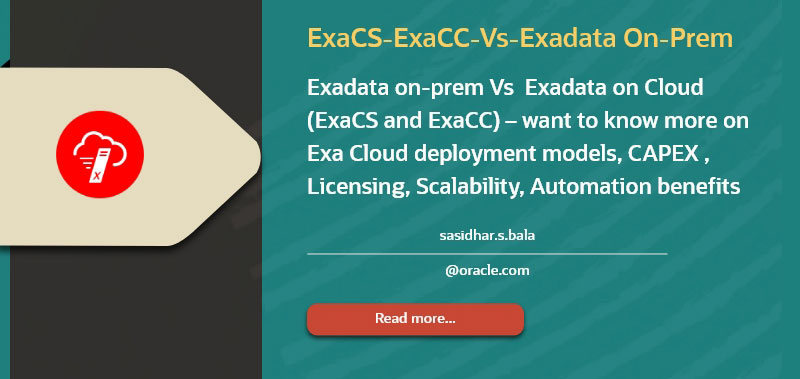 ExaCS-ExaCC-Vs-Exadata On-Prem
Exadata on-prem Vs Exadata on Cloud
(ExaCS and ExaCC) – want to know more on
Exa Cloud deployment models, CAPEX ,
Licensing, Scalability, Automation benefits
sasidhar.s.bala
@oracle.com
Read more...
X